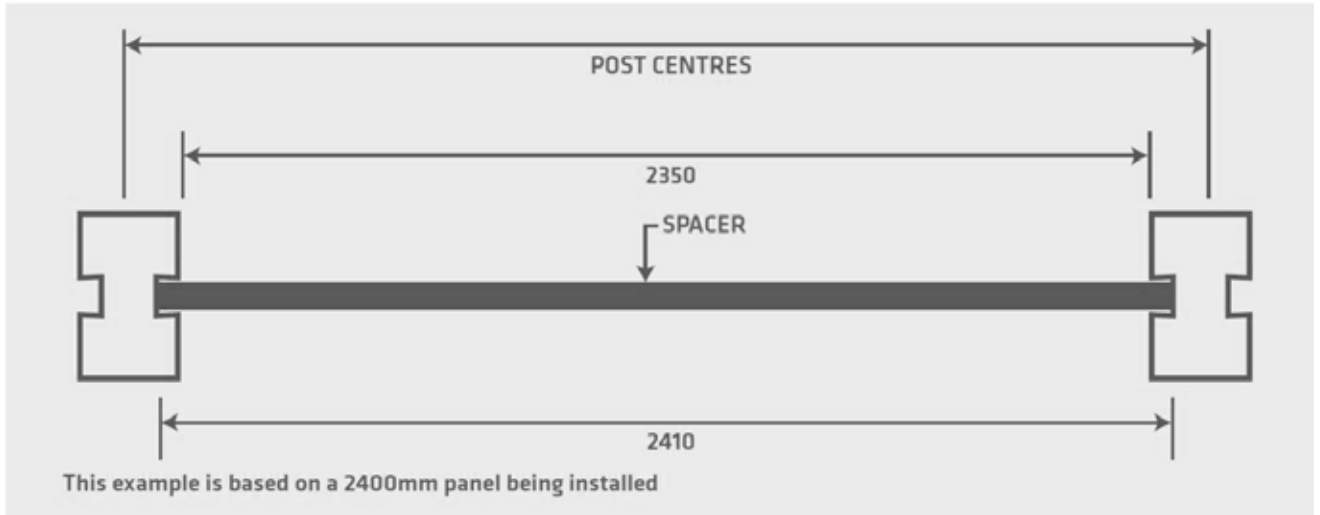 POST CENTRES
2350
SPACER
2410
This example is based on a 2400mm panel being installed